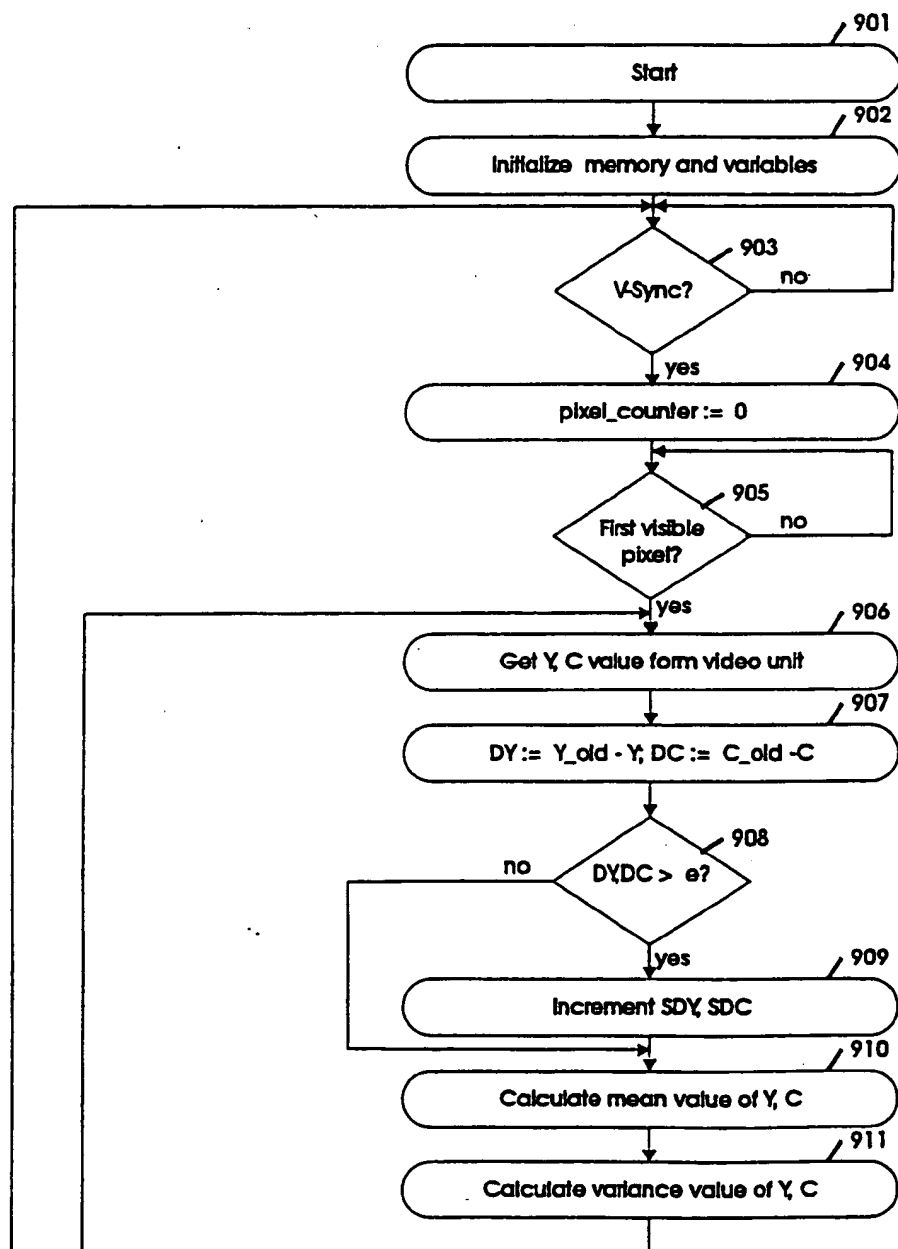 901
Start
902
Initialize memory and variables
903
V-Sync?
no
yes
904
pixel_counter := 0
905
First visible
pixel?
no
yes
906
Get Y, C value form video unit
907
DY := Y_old - Y; DC := C_old -C
908
DY,DC > e?
no
yes
909
Increment SDY, SDC
910
Calculate mean value of Y, C
911
Calculate variance value of Y, C